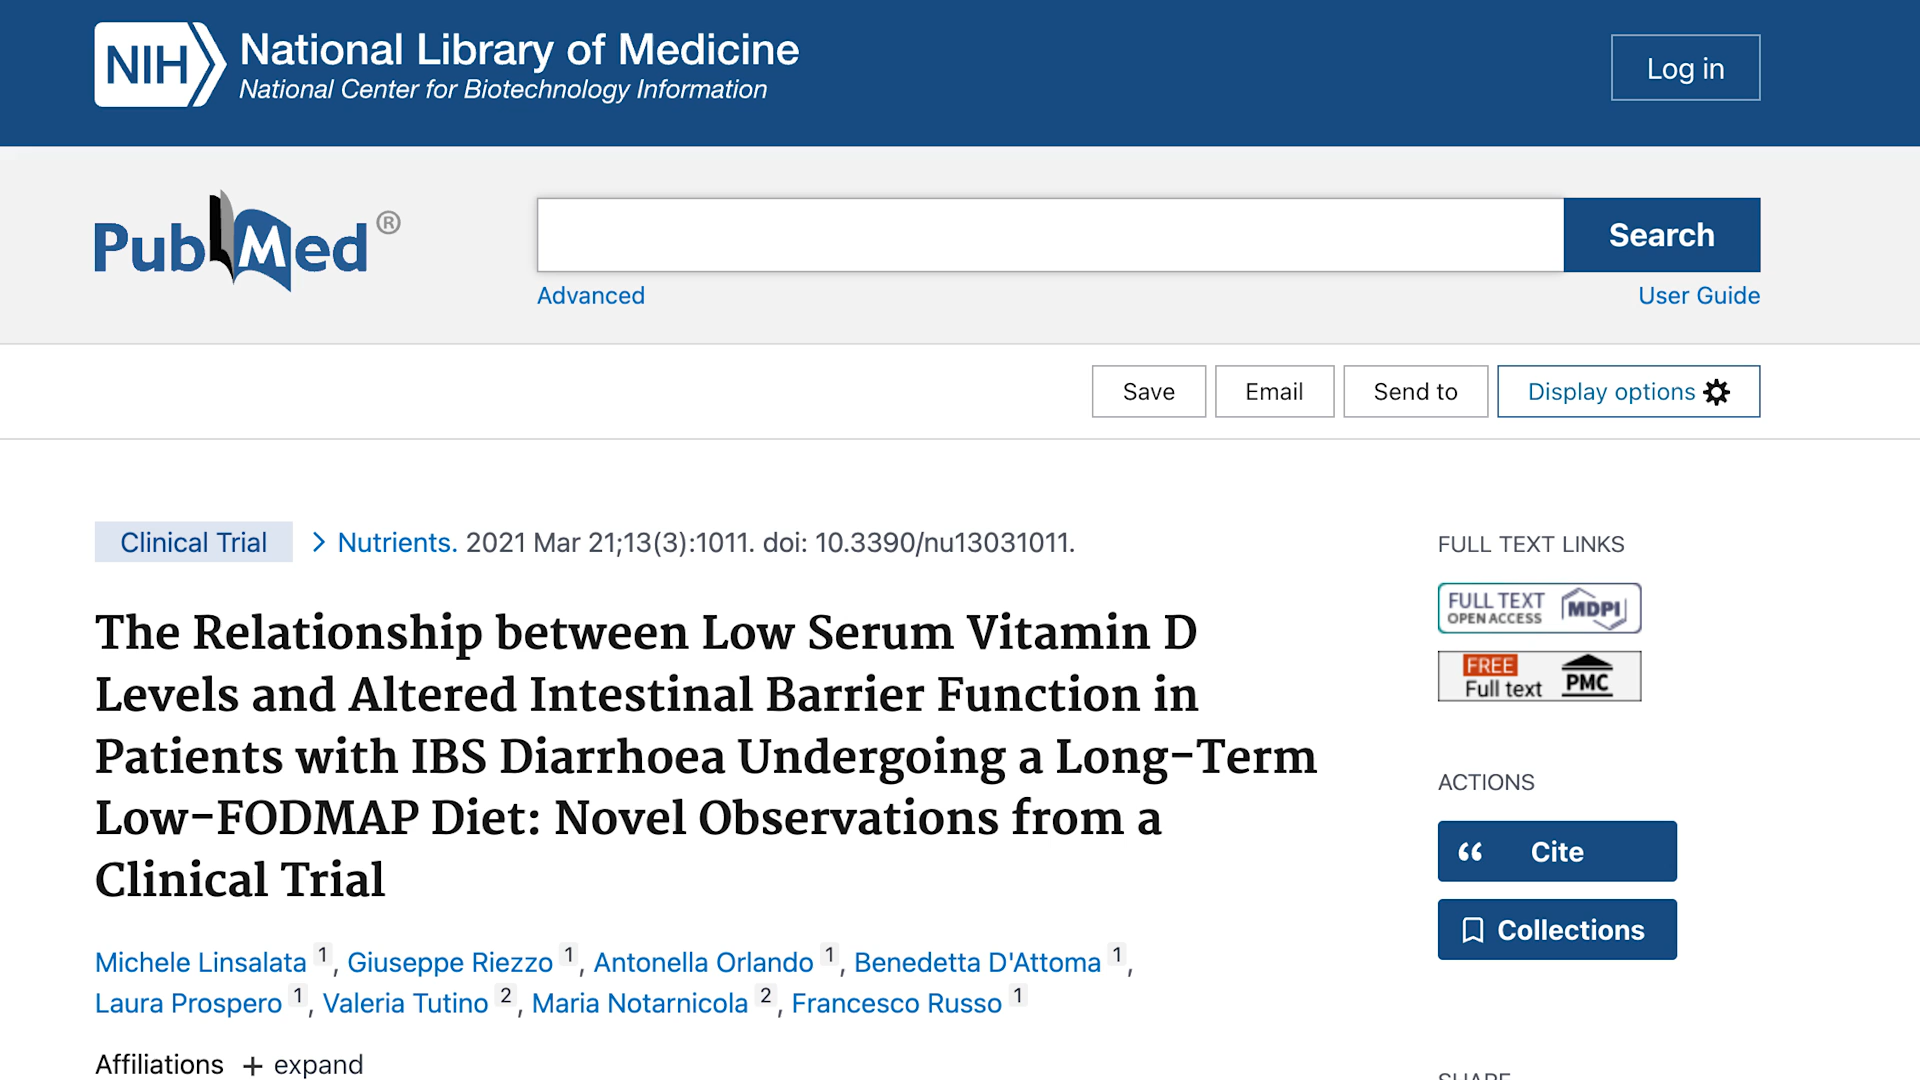 NIH National Library of Medicine
National Center for Biotechnology Information
Log in
PubMed®
Search
Advanced
User Guide
Save
Email
Send to
Display options
Clinical Trial
Nutrients. 2021 Mar 21;13(3):1011. doi: 10.3390/nu13031011.
The Relationship between Low Serum Vitamin D
Levels and Altered Intestinal Barrier Function in
Patients with IBS Diarrhoea Undergoing a Long-Term
Low-FODMAP Diet: Novel Observations from a
Clinical Trial
Michele Linsalata 1, Giuseppe Riezzo 1, Antonella Orlando 1, Benedetta D'Attoma 1,
Laura Prospero 1, Valeria Tutino 2, Maria Notarnicola 2, Francesco Russo 1
Affiliations + expand
FULL TEXT LINKS
FULL TEXT
OPEN ACCESS
MDPI
FREE
Full text
PMC
ACTIONS
Cite
Collections
SHARE